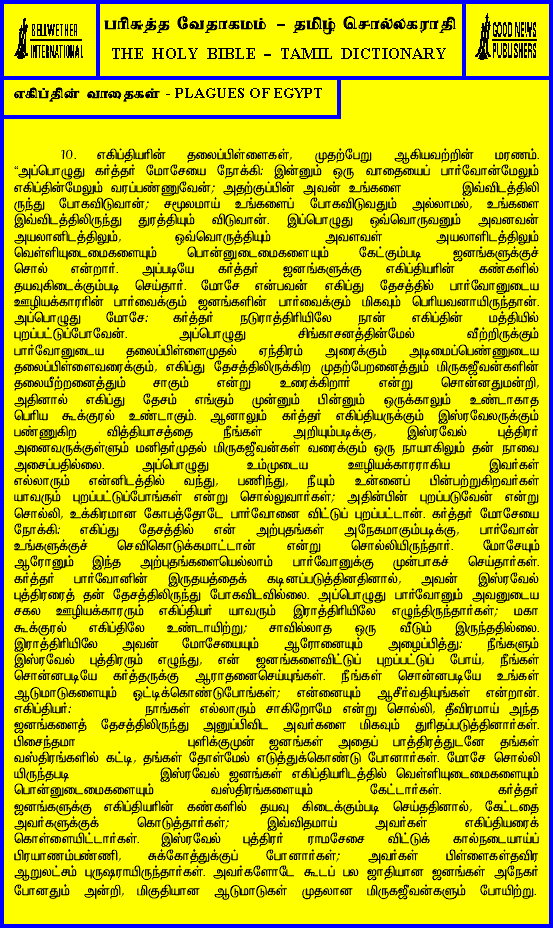 BELLWETHER
INTERNATIONAL
பரிசுத்த வேதாகமம் – தமிழ் சொல்லகராதி
THE HOLY BIBLE – TAMIL DICTIONARY
GOOD NEWS
PUBLISHERS
எகிப்தின் வாதைகள் - PLAGUES OF EGYPT
10. எகிப்தியரின் தலைப்பிள்ளைகள், முதற்பேறு ஆகியவற்றின் மரணம்.
“அப்பொழுது கர்த்தர் மோசேயை நோக்கி: இன்னும் ஒரு வாதையைப் பார்வோன்மேலும்
எகிப்தின்மேலும் வரப்பண்ணுவேன்; அதற்குப்பின் அவன் உங்களை இவ்விடத்திலி
ருந்து போகவிடுவான்; சமூலமாய் உங்களைப் போகவிடுவதும் அல்லாமல், உங்களை
இவ்விடத்திலிருந்து துரத்தியும் விடுவான். இப்பொழுது ஒவ்வொருவனும் அவனவன்
அயலானிடத்திலும், ஒவ்வொருத்தியும் அவளவள் அயலானிடத்திலும்
வெள்ளியுடைமைகளையும் பொன்னுடைமைகளையும் கேட்கும்படி ஜனங்களுக்குச்
சொல் என்றார். அப்படியே கர்த்தர் ஜனங்களுக்கு எகிப்தியரின் கண்களில்
தயவுகிடைக்கும்படி செய்தார். மோசே என்பவன் எகிப்து தேசத்தில் பார்வோனுடைய
ஊழியக்காரரின் பார்வைக்கும் ஜனங்களின் பார்வைக்கும் மிகவும் பெரியவனாயிருந்தான்.
அப்பொழுது மோசே: கர்த்தர் நடுராத்திரியிலே நான் எகிப்தின் மத்தியில்
புறப்பட்டுப்போவேன். அப்பொழுது சிங்காசனத்தின்மேல் வீற்றிருக்கும்
பார்வோனுடைய தலைப்பிள்ளைமுதல் ஏந்திரம் அரைக்கும் அடிமைப்பெண்ணுடைய
தலைப்பிள்ளைவரைக்கும், எகிப்து தேசத்திலிருக்கிற முதற்பேறனைத்தும் மிருகஜீவன்களின்
தலையீற்றனைத்தும் சாகும் என்று உரைக்கிறார் என்று சொன்னதுமன்றி,
அதினால் எகிப்து தேசம் எங்கும் முன்னும் பின்னும் ஒருக்காலும் உண்டாகாத
பெரிய கூக்குரல் உண்டாகும். ஆனாலும் கர்த்தர் எகிப்தியருக்கும் இஸ்ரவேலருக்கும்
பண்ணுகிற வித்தியாசத்தை நீங்கள் அறியும்படிக்கு, இஸ்ரவேல் புத்திரர்
அனைவருக்குள்ளும் மனிதர்முதல் மிருகஜீவன்கள் வரைக்கும் ஒரு நாயாகிலும் தன் நாவை
அசைப்பதில்லை. அப்பொழுது உம்முடைய ஊழியக்காரராகிய இவர்கள்
எல்லாரும் என்னிடத்தில் வந்து, பணிந்து, நீயும் உன்னைப் பின்பற்றுகிறவர்கள்
யாவரும் புறப்பட்டுப்போங்கள் என்று சொல்லுவார்கள்; அதின்பின் புறப்படுவேன் என்று
சொல்லி, உக்கிரமான கோபத்தோடே பார்வோனை விட்டுப் புறப்பட்டான். கர்த்தர் மோசேயை
நோக்கி: எகிப்து தேசத்தில் என் அற்புதங்கள் அநேகமாகும்படிக்கு, பார்வோன்
உங்களுக்குச் செவிகொடுக்கமாட்டான் என்று சொல்லியிருந்தார். மோசேயும்
ஆரோனும் இந்த அற்புதங்களையெல்லாம் பார்வோனுக்கு முன்பாகச் செய்தார்கள்.
கர்த்தர் பார்வோனின் இருதயத்தைக் கடினப்படுத்தினதினால், அவன் இஸ்ரவேல்
புத்திரரைத் தன் தேசத்திலிருந்து போகவிடவில்லை. அப்பொழுது பார்வோனும் அவனுடைய
சகல ஊழியக்காரரும் எகிப்தியர் யாவரும் இராத்திரியிலே எழுந்திருந்தார்கள்; மகா
கூக்குரல் எகிப்திலே உண்டாயிற்று; சாவில்லாத ஒரு வீடும் இருந்ததில்லை.
இராத்திரியிலே அவன் மோசேயையும் ஆரோனையும் அழைப்பித்து: நீங்களும்
இஸ்ரவேல் புத்திரரும் எழுந்து, என் ஜனங்களைவிட்டுப் புறப்பட்டுப் போய், நீங்கள்
சொன்னபடியே கர்த்தருக்கு ஆராதனைசெய்யுங்கள். நீங்கள் சொன்னபடியே உங்கள்
ஆடுமாடுகளையும் ஓட்டிக்கொண்டுபோங்கள்; என்னையும் ஆசீர்வதியுங்கள் என்றான்.
எகிப்தியர்: நாங்கள் எல்லாரும் சாகிறோமே என்று சொல்லி, தீவிரமாய் அந்த
ஜனங்களைத் தேசத்திலிருந்து அனுப்பிவிட அவர்களை மிகவும் துரிதப்படுத்தினார்கள்.
பிசைந்தமா புளிக்குமுன் ஜனங்கள் அதைப் பாத்திரத்துடனே தங்கள்
வஸ்திரங்களில் கட்டி, தங்கள் தோள்மேல் எடுத்துக்கொண்டு போனார்கள். மோசே சொல்லி
யிருந்தபடி இஸ்ரவேல் ஜனங்கள் எகிப்தியரிடத்தில் வெள்ளியுடைமைகளையும்
பொன்னுடைமைகளையும் வஸ்திரங்களையும் கேட்டார்கள். கர்த்தர்
ஜனங்களுக்கு எகிப்தியரின் கண்களில் தயவு கிடைக்கும்படி செய்ததினால், கேட்டதை
அவர்களுக்குக் கொடுத்தார்கள்; இவ்விதமாய் அவர்கள் எகிப்தியரைக்
கொள்ளையிட்டார்கள். இஸ்ரவேல் புத்திரர் ராமசேசை விட்டுக் கால்நடையாய்ப்
பிரயாணம்பண்ணி, சுக்கோத்துக்குப் போனார்கள்; அவர்கள் பிள்ளைகள்தவிர
ஆறுலட்சம் புருஷராயிருந்தார்கள். அவர்களோடே கூடப் பல ஜாதியான ஜனங்கள் அநேகர்
போனதும் அன்றி, மிகுதியான ஆடுமாடுகள் முதலான மிருகஜீவன்களும் போயிற்று.